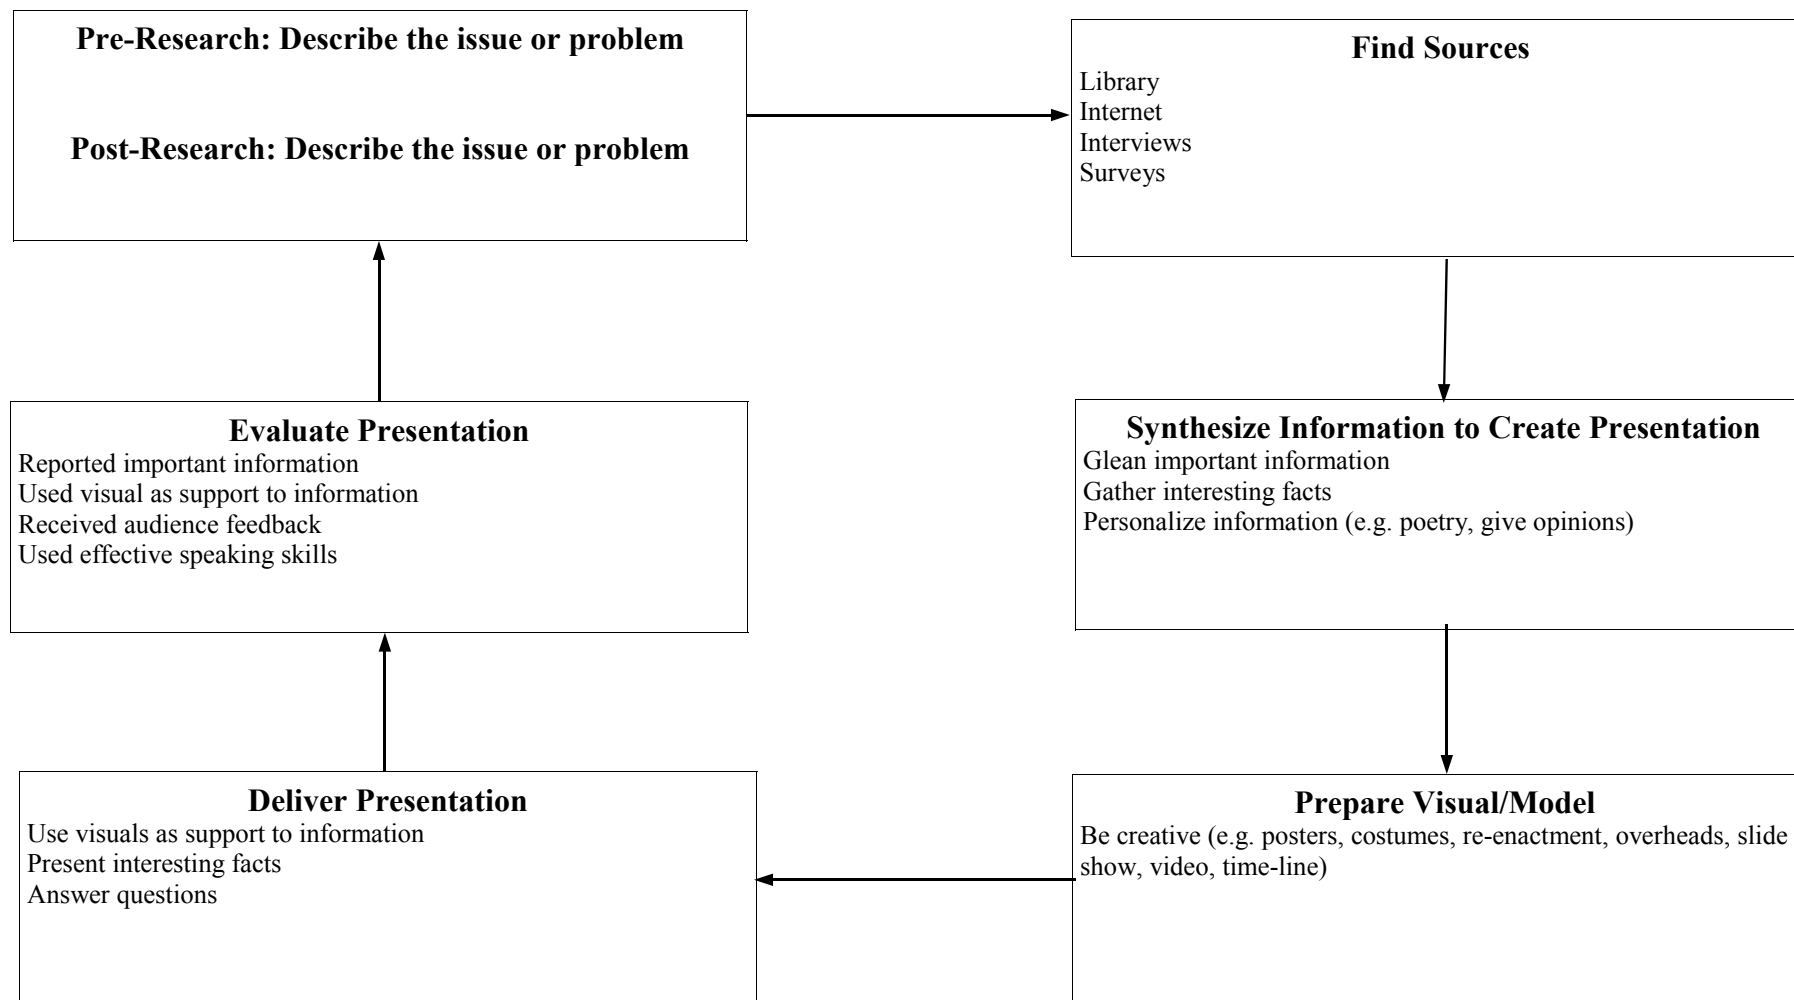 Pre-Research: Describe the issue or problem
Post-Research: Describe the issue or problem
Find Sources
Library
Internet
Interviews
Surveys
Synthesize Information to Create Presentation
Glean important information
Gather interesting facts
Personalize information (e.g. poetry, give opinions)
Prepare Visual/Model
Be creative (e.g. posters, costumes, re-enactment, overheads, slide
show, video, time-line)
Deliver Presentation
Use visuals as support to information
Present interesting facts
Answer questions
Evaluate Presentation
Reported important information
Used visual as support to information
Received audience feedback
Used effective speaking skills